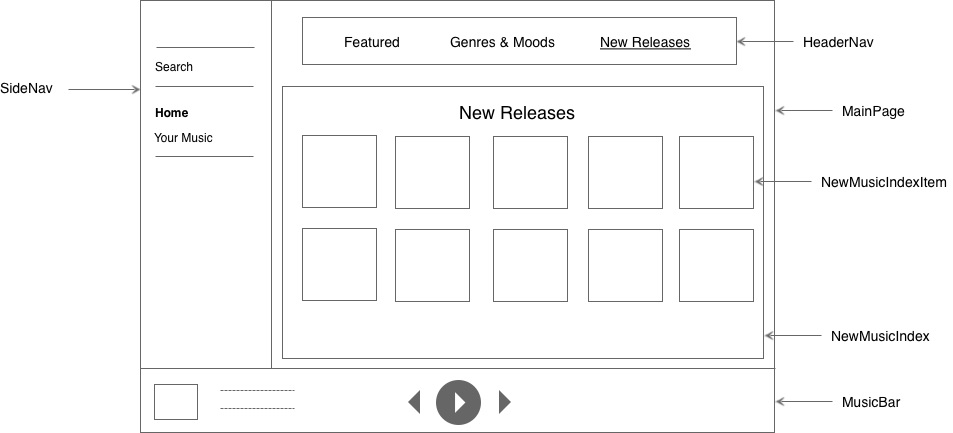 Featured
Genres & Moods
New Releases
HeaderNav
Search
SideNav
Home
Your Music
New Releases
MainPage
NewMusicIndexItem
NewMusicIndex
MusicBar